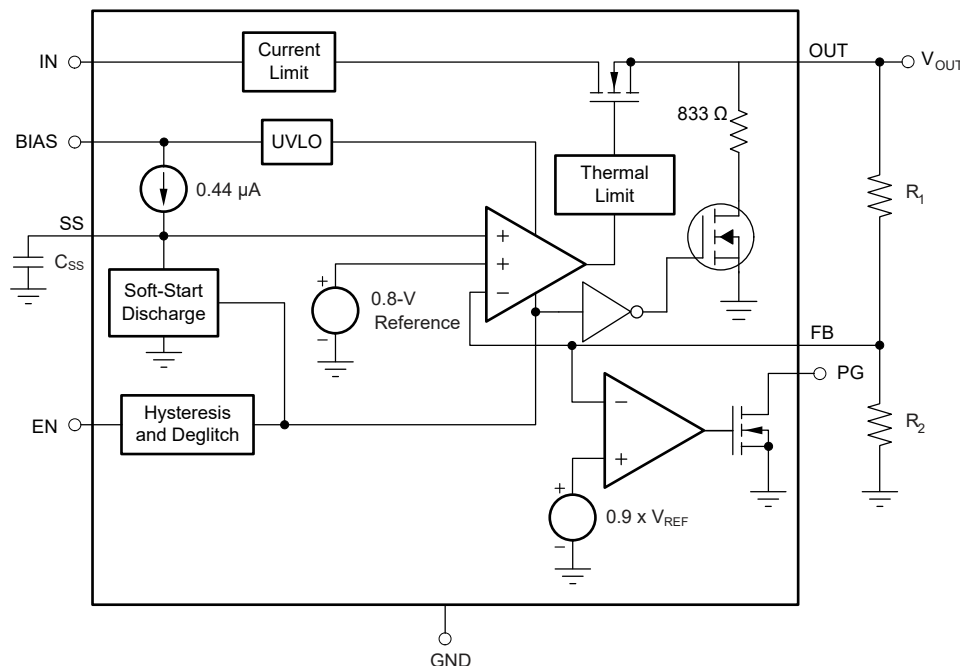 IN
Current
Limit
OUT
V_OUT
833 Ω
BIAS
UVLO
Thermal
Limit
0.44 µA
R_1
SS
C_SS
+
+
−
Soft-Start
Discharge
+
0.8-V
Reference
−
FB
PG
EN
Hysteresis
and Deglitch
−
+
R_2
+
0.9 x V_REF
−
GND